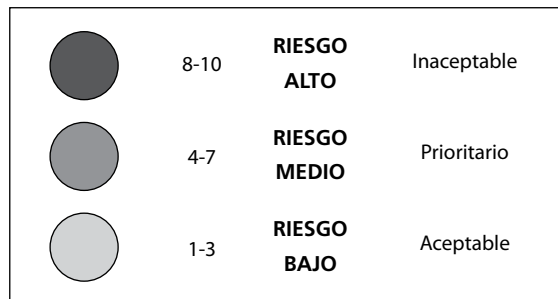 8-10 RIESGO ALTO Inaceptable
4-7 RIESGO MEDIO Prioritario
1-3 RIESGO BAJO Aceptable